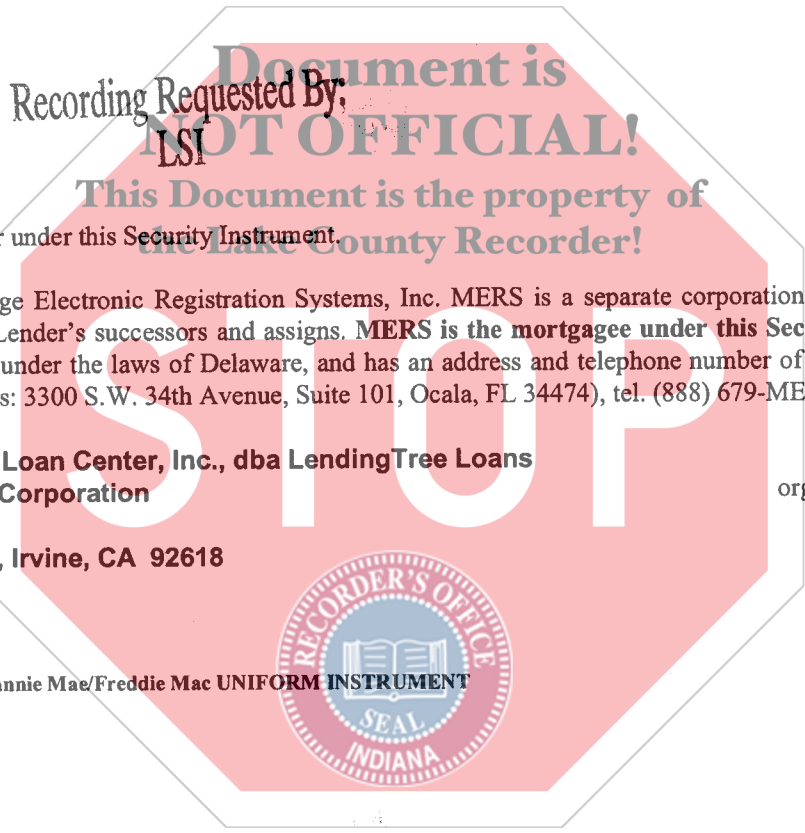 Document is
Recording Requested By:
NOT OFFICIAL!
LSI
This Document is the property of
the Lake County Recorder!
r under this Security Instrument.
ge Electronic Registration Systems, Inc. MERS is a separate corporation
Lender's successors and assigns. MERS is the mortgagee under this Sec
under the laws of Delaware, and has an address and telephone number of
s: 3300 S.W. 34th Avenue, Suite 101, Ocala, FL 34474), tel. (888) 679-ME
STOP
Loan Center, Inc., dba LendingTree Loans
Corporation
org
, Irvine, CA 92618
RECORDER'S OFFICE
SEAL
INDIANA
annie Mae/Freddie Mac UNIFORM INSTRUMENT